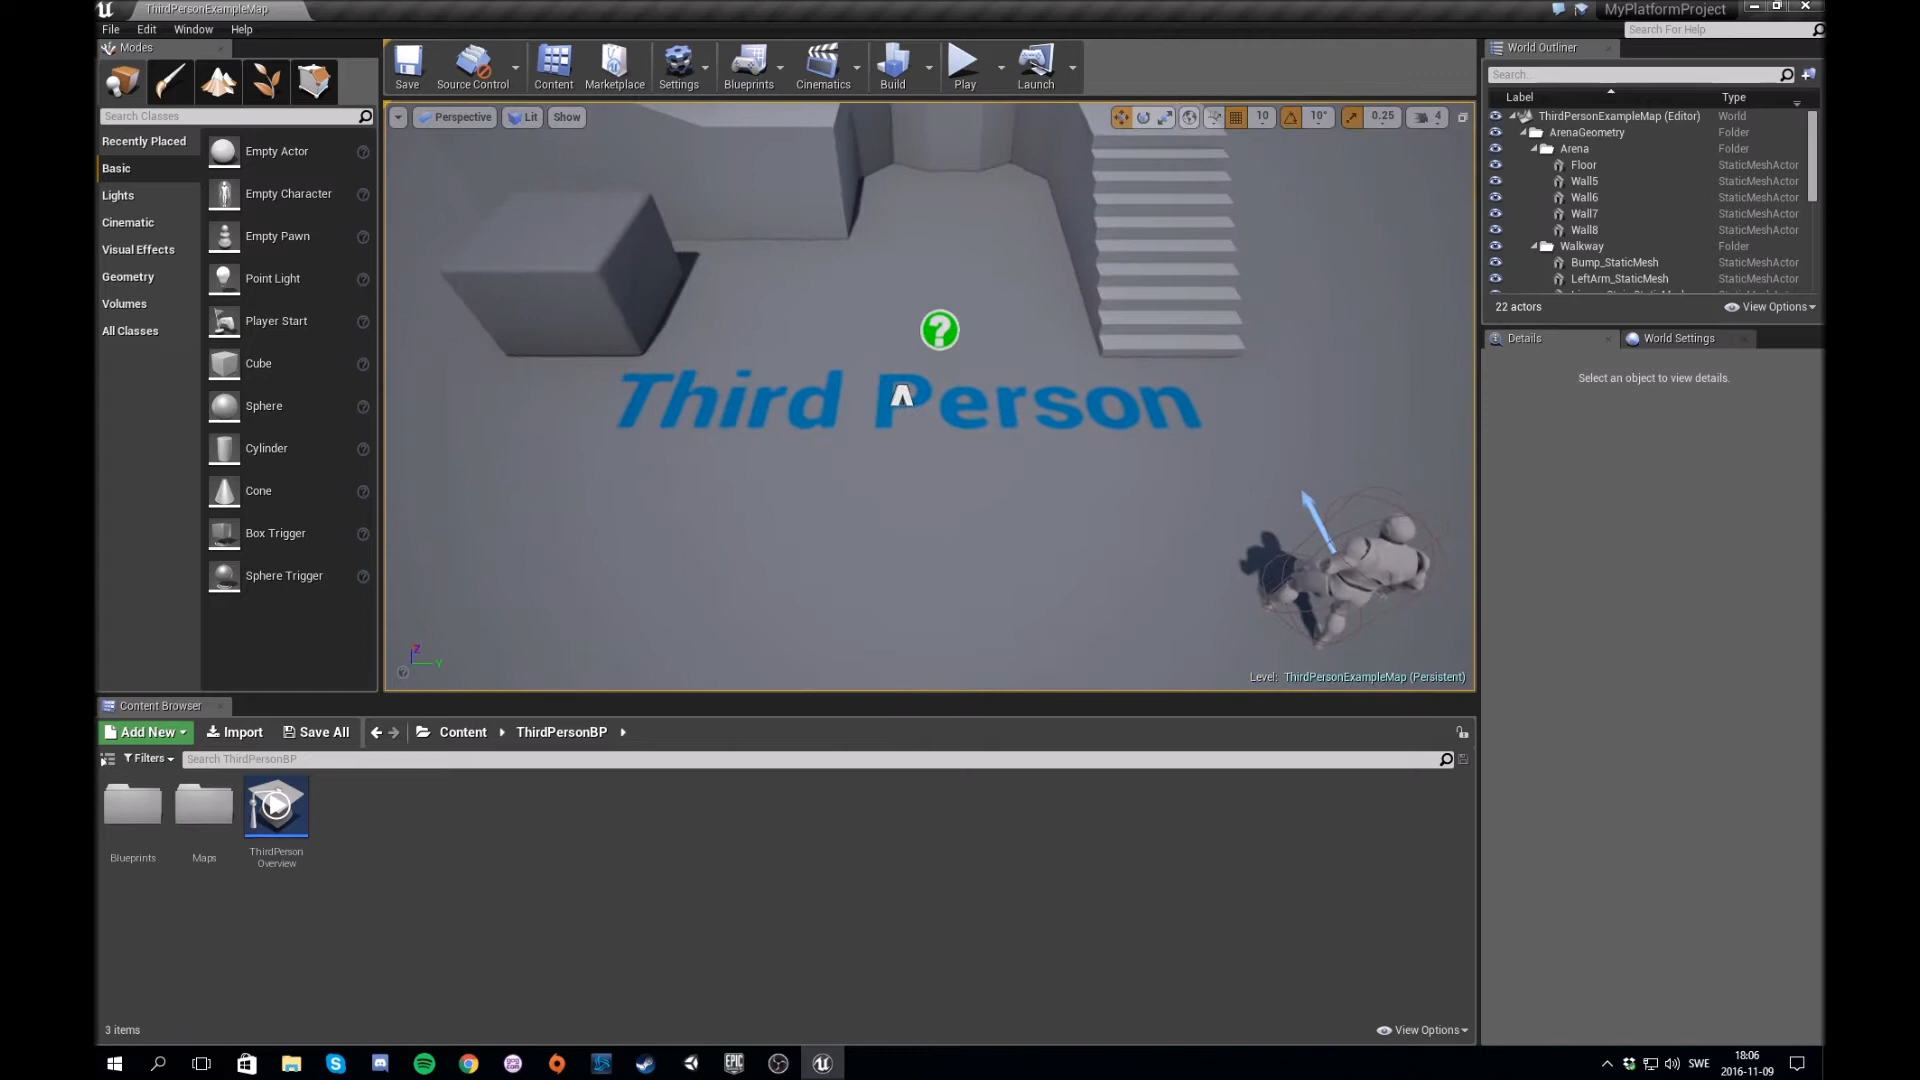 ThirdPersonExampleMap
MyPlatformProject
File Edit Window Help
Search For Help
Modes
Save
Source Control
Content
Marketplace
Settings
Blueprints
Cinematics
Build
Play
Launch
World Outliner
Search...
Label Type
Search Classes
Recently Placed
Basic
Lights
Cinematic
Visual Effects
Geometry
Volumes
All Classes
Empty Actor
Empty Character
Empty Pawn
Point Light
Player Start
Cube
Sphere
Cylinder
Cone
Box Trigger
Sphere Trigger
Perspective Lit Show
10 10° 0.25 4
Third Person
Z
Y
Level: ThirdPersonExampleMap (Persistent)
ThirdPersonExampleMap (Editor) World
ArenaGeometry Folder
Arena Folder
Floor StaticMeshActor
Wall5 StaticMeshActor
Wall6 StaticMeshActor
Wall7 StaticMeshActor
Wall8 StaticMeshActor
Walkway Folder
Bump_StaticMesh StaticMeshActor
LeftArm_StaticMesh StaticMeshActor
22 actors
View Options
Details
World Settings
Select an object to view details.
Content Browser
Add New Import Save All Content ThirdPersonBP
Filters Search ThirdPersonBP
Blueprints
Maps
ThirdPerson
Overview
3 items
View Options
EPIC
SWE
18:06
2016-11-09